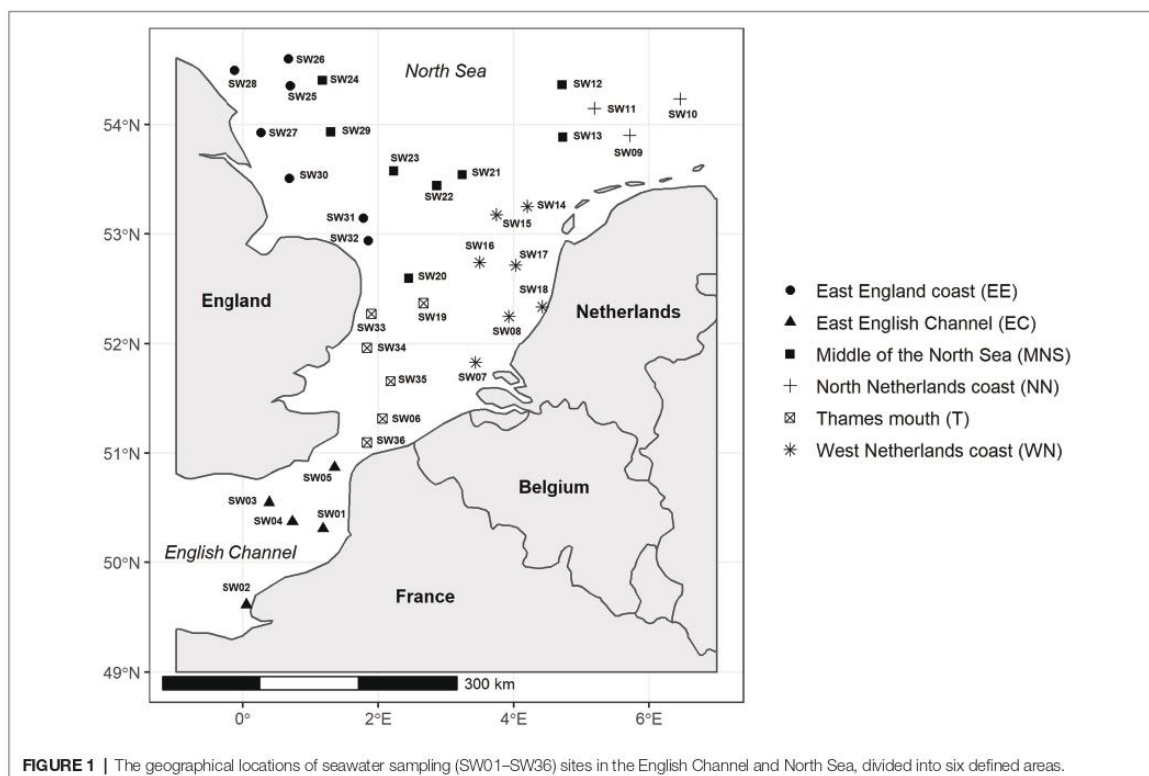 North Sea
SW26
SW28
SW24
SW25
SW12
SW11
SW10
54°N
SW27
SW29
SW13
SW09
SW23
SW30
SW21
SW22
SW14
SW31
SW15
53°N
SW32
SW16
SW17
SW20
SW18
England
Netherlands
SW33
SW19
SW08
52°N
SW34
SW07
SW35
SW06
SW36
51°N
SW05
Belgium
SW03
SW01
SW04
English Channel
50°N
SW02
France
49°N
300 km
0°
2°E
4°E
6°E
East England coast (EE)
East English Channel (EC)
Middle of the North Sea (MNS)
North Netherlands coast (NN)
Thames mouth (T)
West Netherlands coast (WN)
FIGURE 1 | The geographical locations of seawater sampling (SW01–SW36) sites in the English Channel and North Sea, divided into six defined areas.